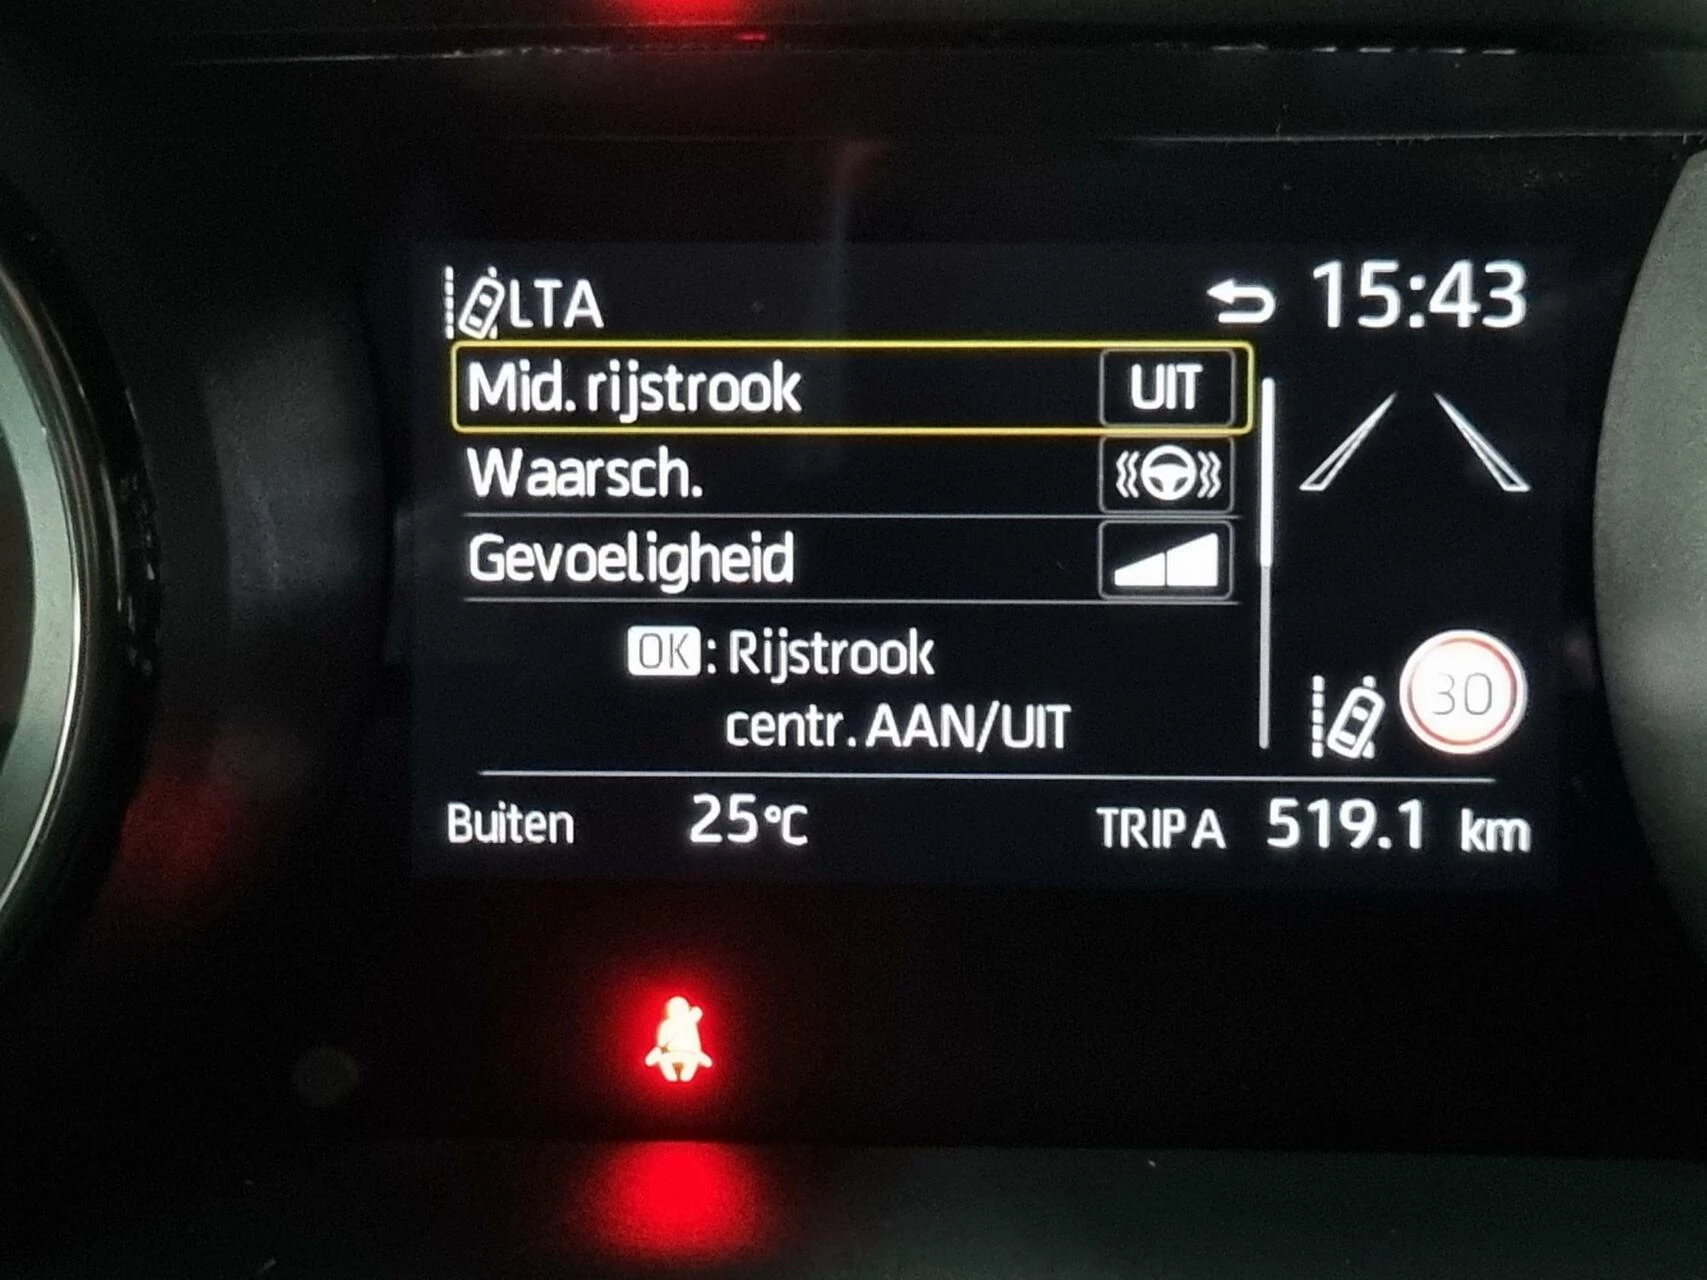 LTA 15:43
Mid. rijstrook UIT
Waarsch.
Gevoeligheid
OK: Rijstrook
centr. AAN/UIT
30
Buiten 25°C TRIP A 519.1 km